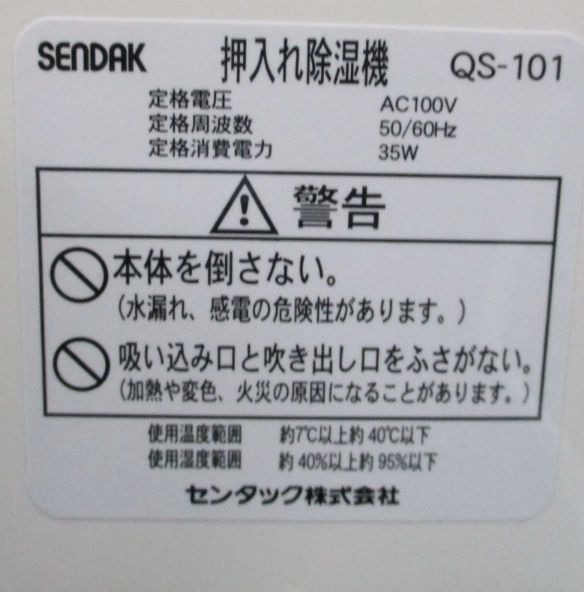 SENDAK 押入れ除湿機 QS-101
定格電圧 AC100V
定格周波数 50/60Hz
定格消費電力 35W
警告
本体を倒さない。
(水漏れ、感電の危険性があります。)
吸い込み口と吹き出し口をふさがない。
(加熱や変色、火災の原因になることがあります。)
使用温度範囲 約7℃以上約40℃以下
使用湿度範囲 約40%以上約95%以下
センタック株式会社